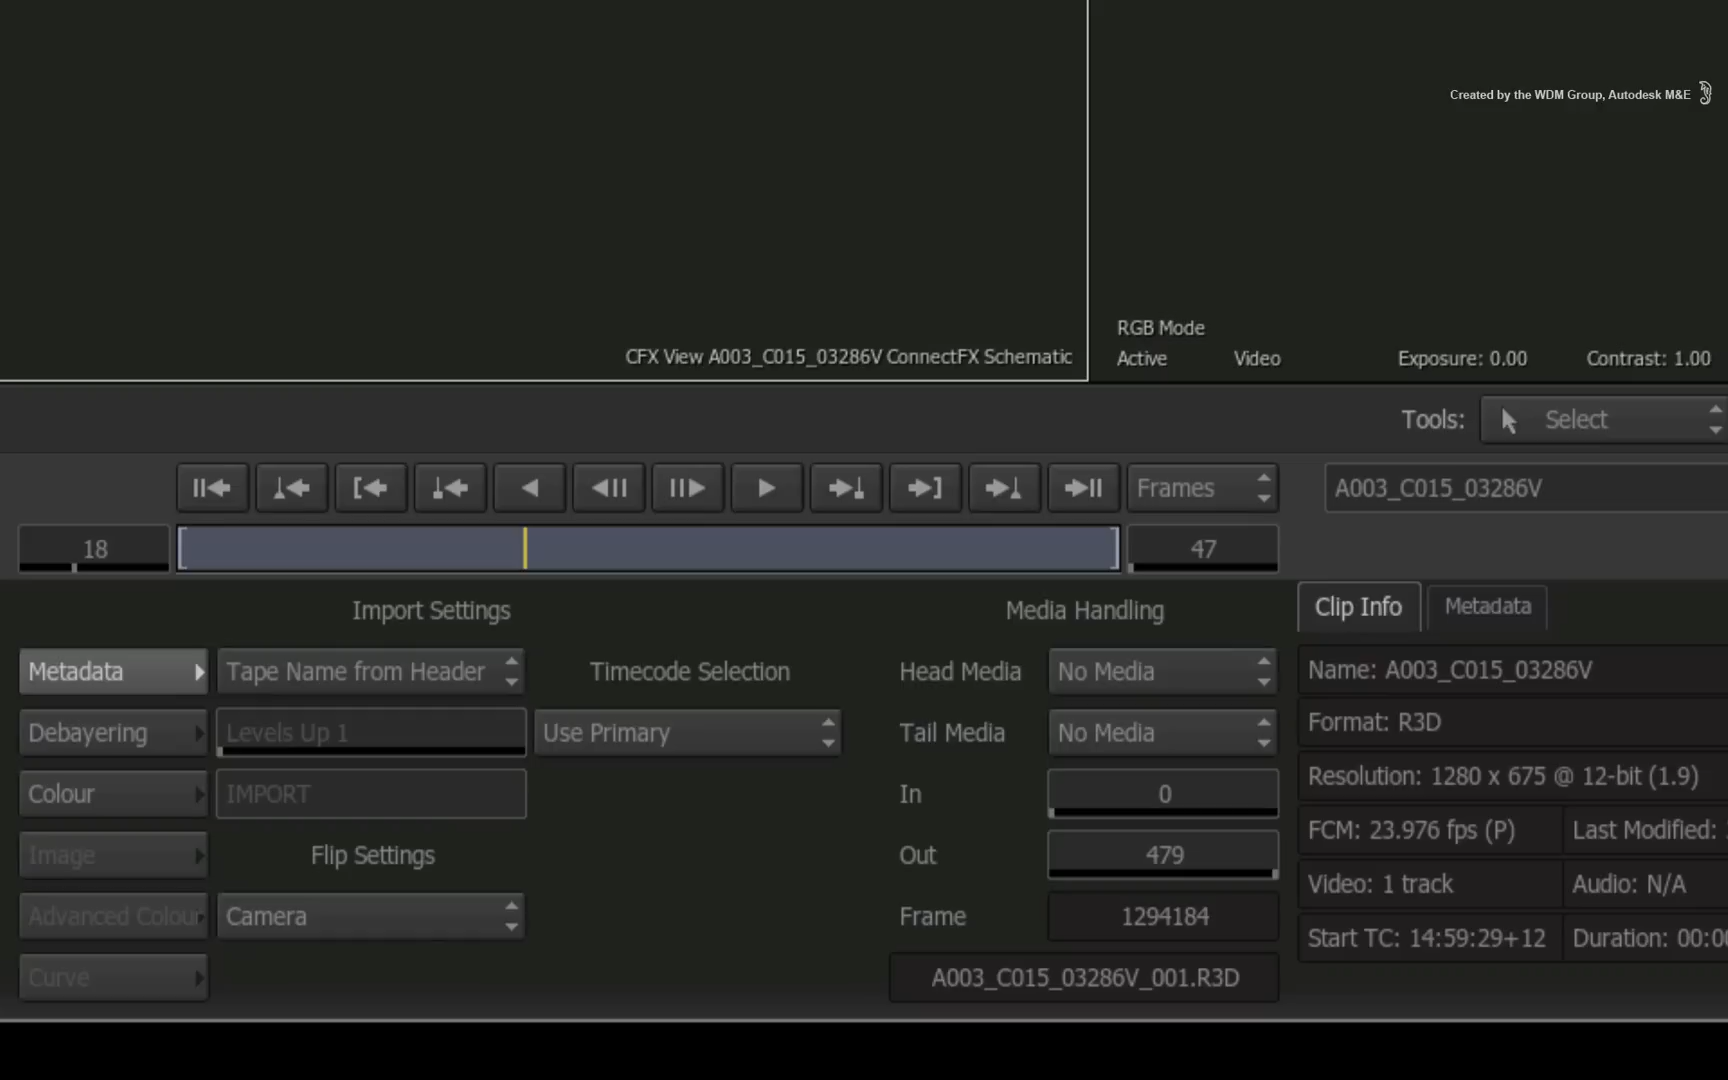 Created by the WDM Group, Autodesk M&E
RGB Mode
CFX View A003_C015_03286V ConnectFX Schematic
Active Video Exposure: 0.00 Contrast: 1.00
Tools: Select
Frames A003_C015_03286V
18 47
Import Settings Media Handling Clip Info Metadata
Metadata Tape Name from Header Timecode Selection Head Media No Media Name: A003_C015_03286V
Debayering Levels Up 1 Use Primary Tail Media No Media Format: R3D
Colour IMPORT In 0 Resolution: 1280 x 675 @ 12-bit (1.9)
Image Flip Settings Out 479 FCM: 23.976 fps (P) Last Modified:
Advanced Colour Camera Frame 1294184 Video: 1 track Audio: N/A
Curve A003_C015_03286V_001.R3D Start TC: 14:59:29+12 Duration: 00:0